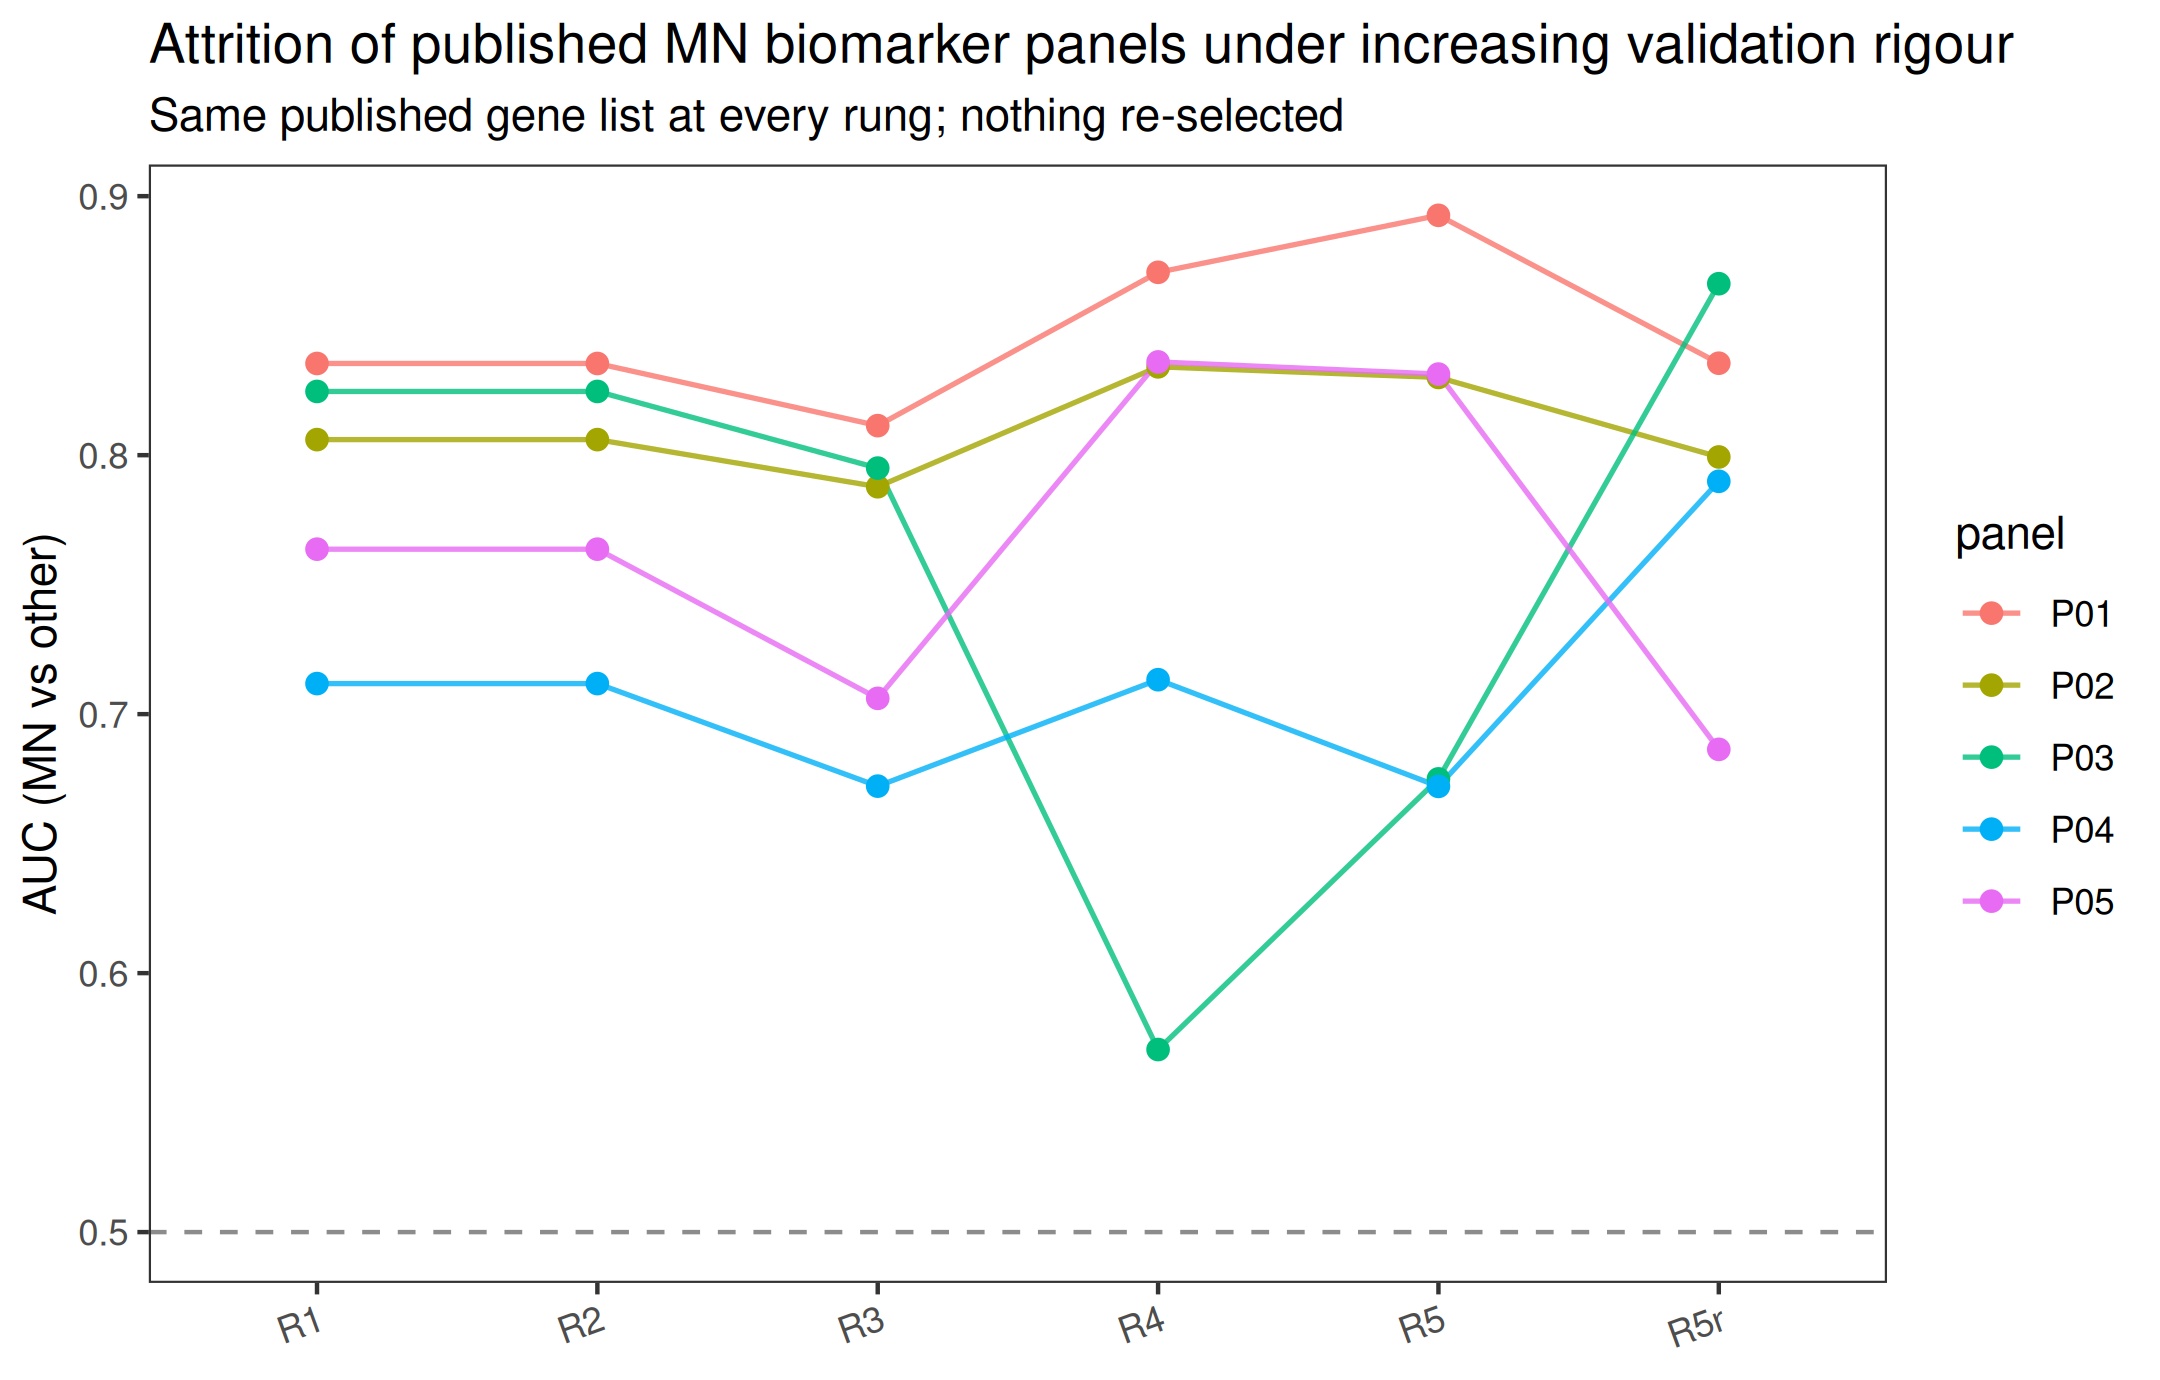 Attrition of published MN biomarker panels under increasing validation rigour
Same published gene list at every rung; nothing re-selected
AUC (MN vs other)
0.9
0.8
0.7
0.6
0.5
R1
R2
R3
R4
R5
R5r
panel
P01
P02
P03
P04
P05